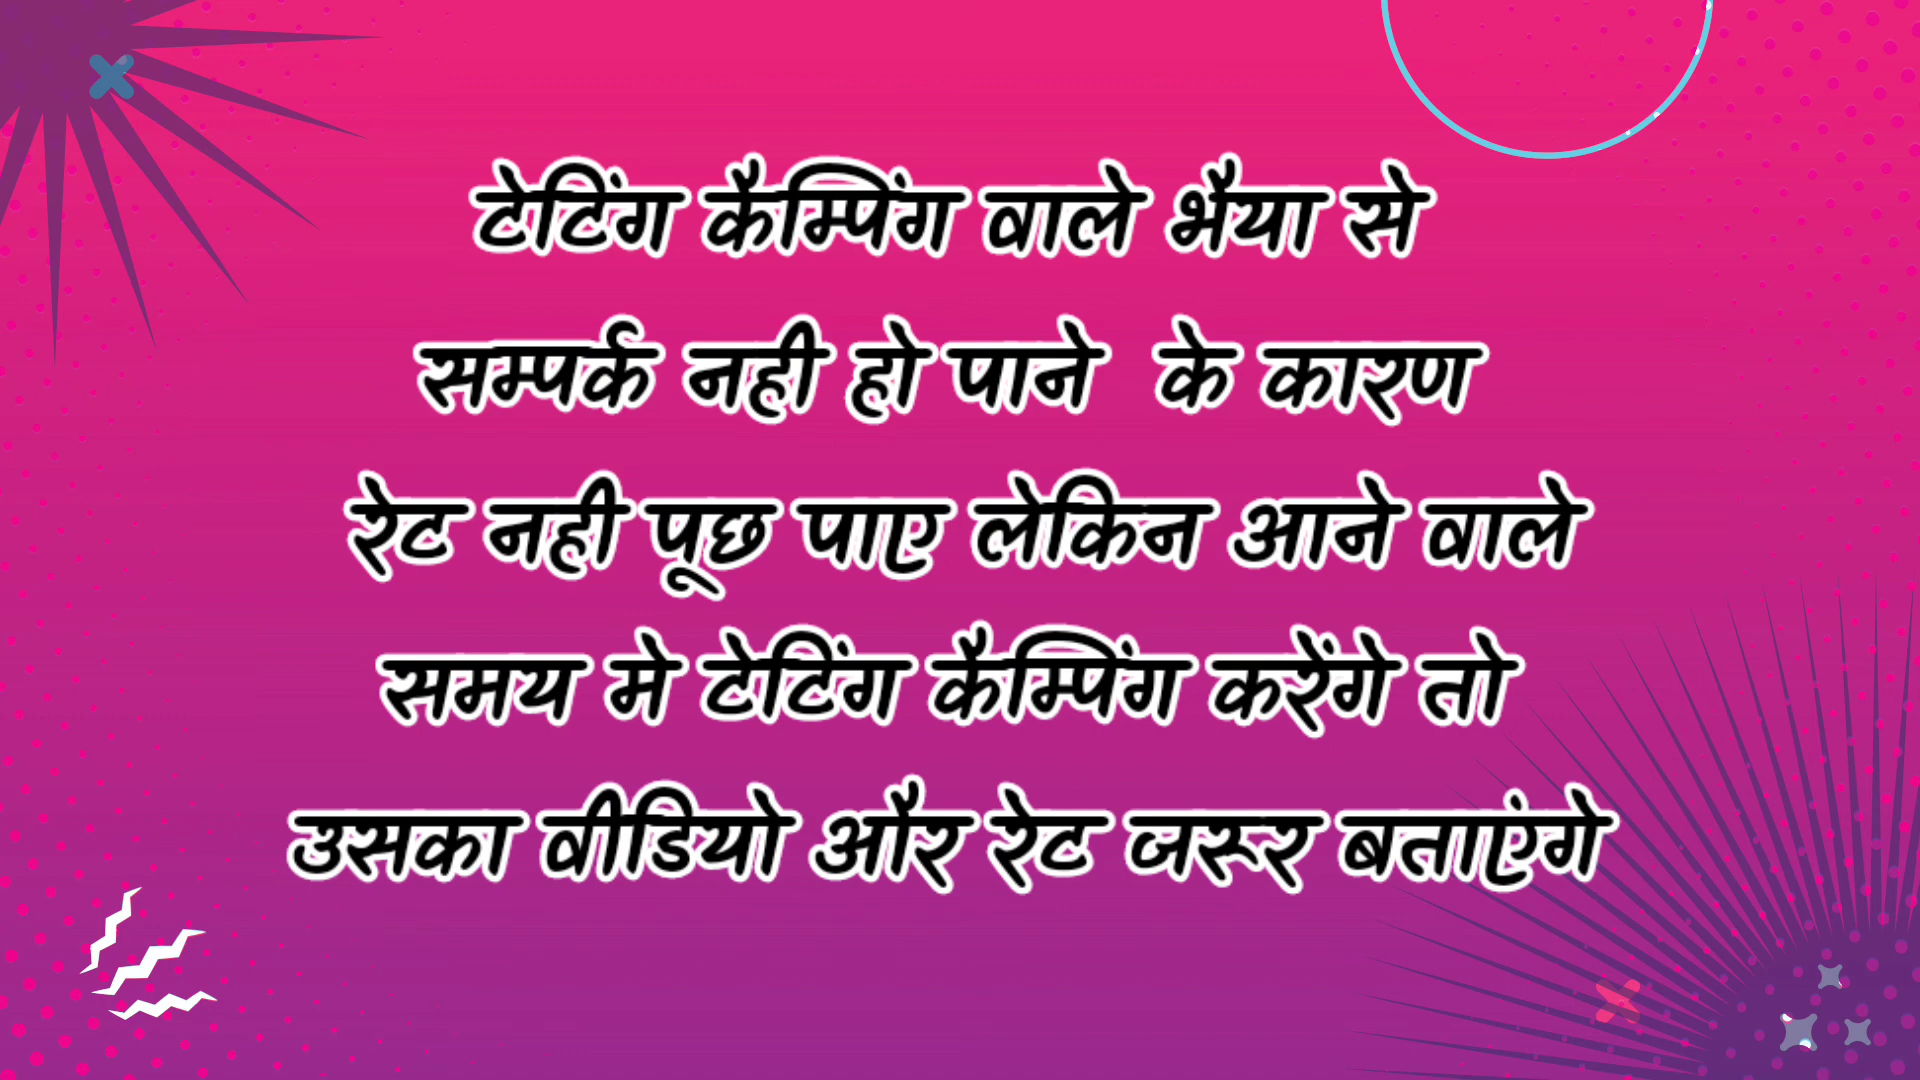 टेटिंग कैम्पिंग वाले भैया से
सम्पर्क नही हो पाने के कारण
रेट नही पूछ पाए लेकिन आने वाले
समय मे टेटिंग कैम्पिंग करेंगे तो
उसका वीडियो और रेट जरूर बताएंगे